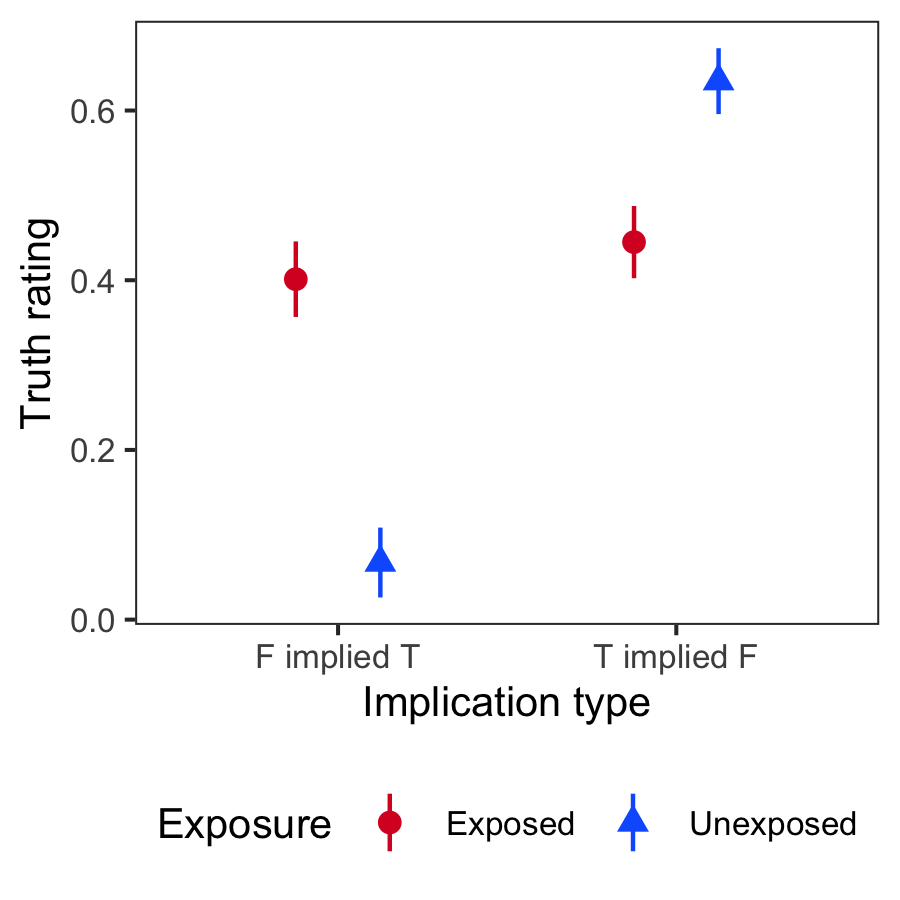 0.6
0.4
0.2
0.0
Truth rating
F implied T
T implied F
Implication type
Exposure
Exposed
Unexposed